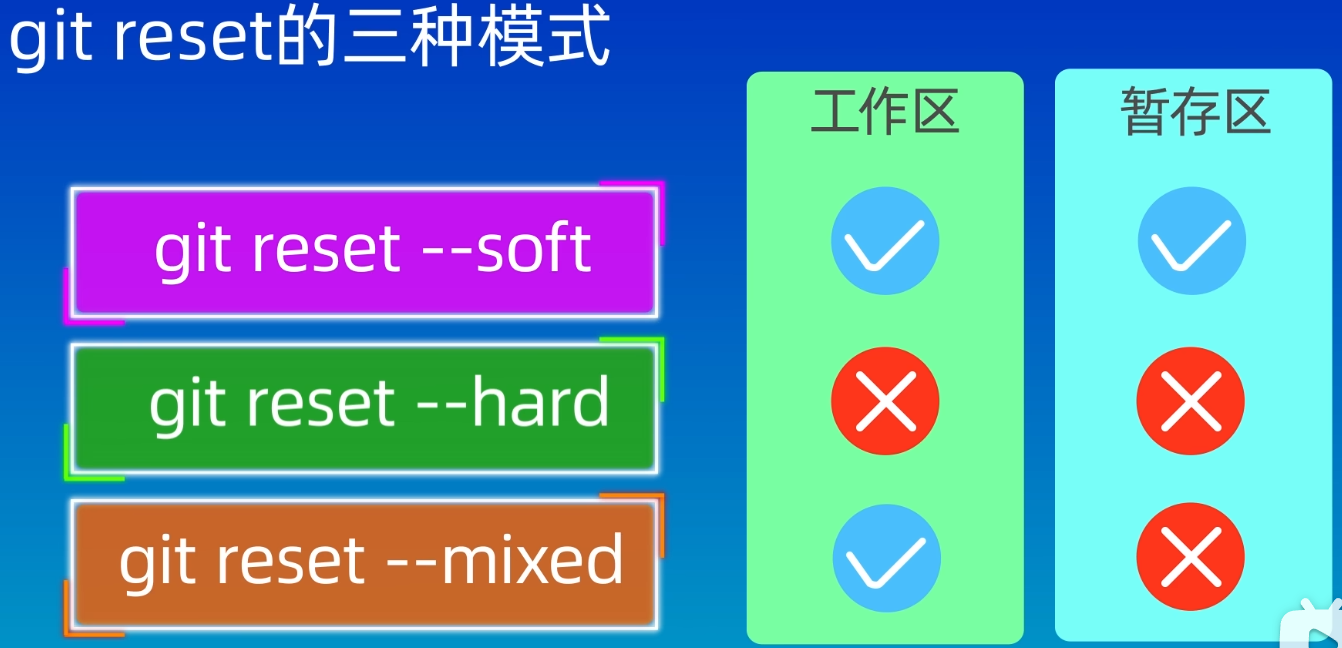 git reset的三种模式
工作区
暂存区
git reset --soft
git reset --hard
git reset --mixed